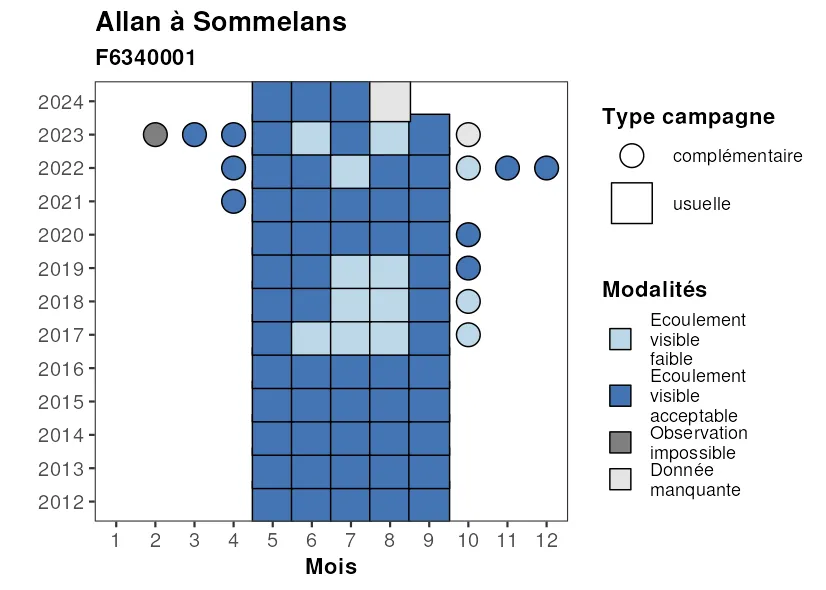 Allan à Sommelans
F6340001
2024
2023
2022
2021
2020
2019
2018
2017
2016
2015
2014
2013
2012
1 2 3 4 5 6 7 8 9 10 11 12
Mois
Type campagne
complémentaire
usuelle
Modalités
Ecoulement
visible
faible
Ecoulement
visible
acceptable
Observation
impossible
Donnée
manquante